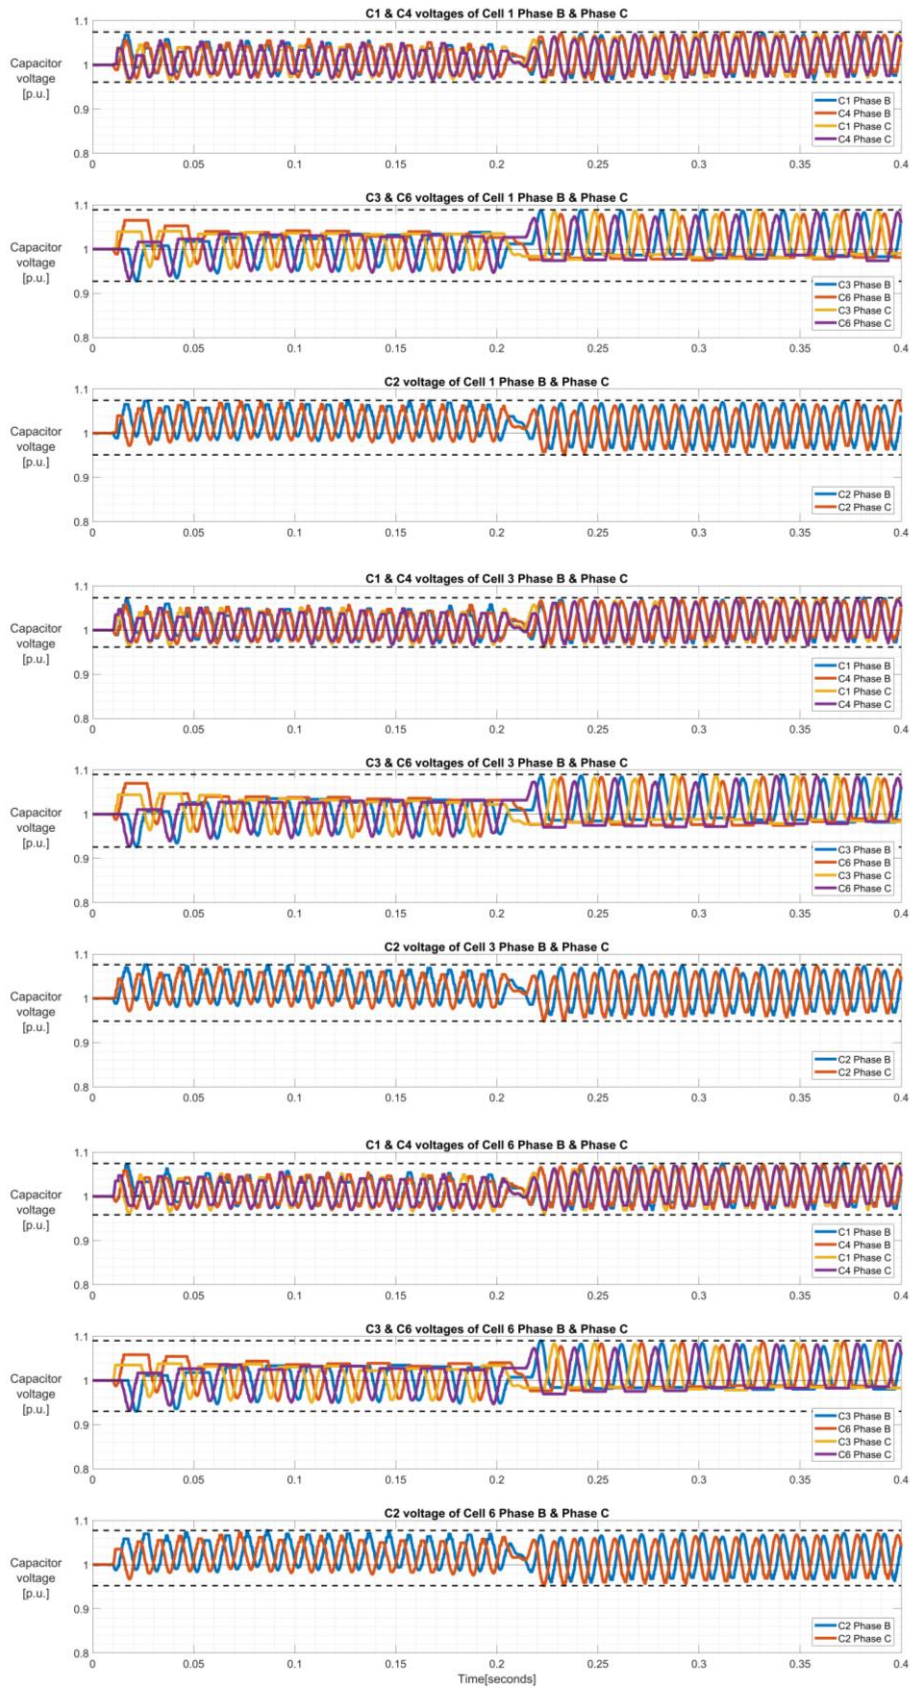 C1 & C4 voltages of Cell 1 Phase B & Phase C
1.1
1
0.9
0.8
Capacitor
voltage
[p.u.]
C1 Phase B
C4 Phase B
C1 Phase C
C4 Phase C
0 0.05 0.1 0.15 0.2 0.25 0.3 0.35 0.4
C3 & C6 voltages of Cell 1 Phase B & Phase C
1.1
1
0.9
0.8
Capacitor
voltage
[p.u.]
C3 Phase B
C6 Phase B
C3 Phase C
C6 Phase C
0 0.05 0.1 0.15 0.2 0.25 0.3 0.35 0.4
C2 voltage of Cell 1 Phase B & Phase C
1.1
1
0.9
0.8
Capacitor
voltage
[p.u.]
C2 Phase B
C2 Phase C
0 0.05 0.1 0.15 0.2 0.25 0.3 0.35 0.4
C1 & C4 voltages of Cell 3 Phase B & Phase C
1.1
1
0.9
0.8
Capacitor
voltage
[p.u.]
C1 Phase B
C4 Phase B
C1 Phase C
C4 Phase C
0 0.05 0.1 0.15 0.2 0.25 0.3 0.35 0.4
C3 & C6 voltages of Cell 3 Phase B & Phase C
1.1
1
0.9
0.8
Capacitor
voltage
[p.u.]
C3 Phase B
C6 Phase B
C3 Phase C
C6 Phase C
0 0.05 0.1 0.15 0.2 0.25 0.3 0.35 0.4
C2 voltage of Cell 3 Phase B & Phase C
1.1
1
0.9
0.8
Capacitor
voltage
[p.u.]
C2 Phase B
C2 Phase C
0 0.05 0.1 0.15 0.2 0.25 0.3 0.35 0.4
C1 & C4 voltages of Cell 6 Phase B & Phase C
1.1
1
0.9
0.8
Capacitor
voltage
[p.u.]
C1 Phase B
C4 Phase B
C1 Phase C
C4 Phase C
0 0.05 0.1 0.15 0.2 0.25 0.3 0.35 0.4
C3 & C6 voltages of Cell 6 Phase B & Phase C
1.1
1
0.9
0.8
Capacitor
voltage
[p.u.]
C3 Phase B
C6 Phase B
C3 Phase C
C6 Phase C
0 0.05 0.1 0.15 0.2 0.25 0.3 0.35 0.4
C2 voltage of Cell 6 Phase B & Phase C
1.1
1
0.9
0.8
Capacitor
voltage
[p.u.]
C2 Phase B
C2 Phase C
0 0.05 0.1 0.15 0.2 0.25 0.3 0.35 0.4
Time[seconds]